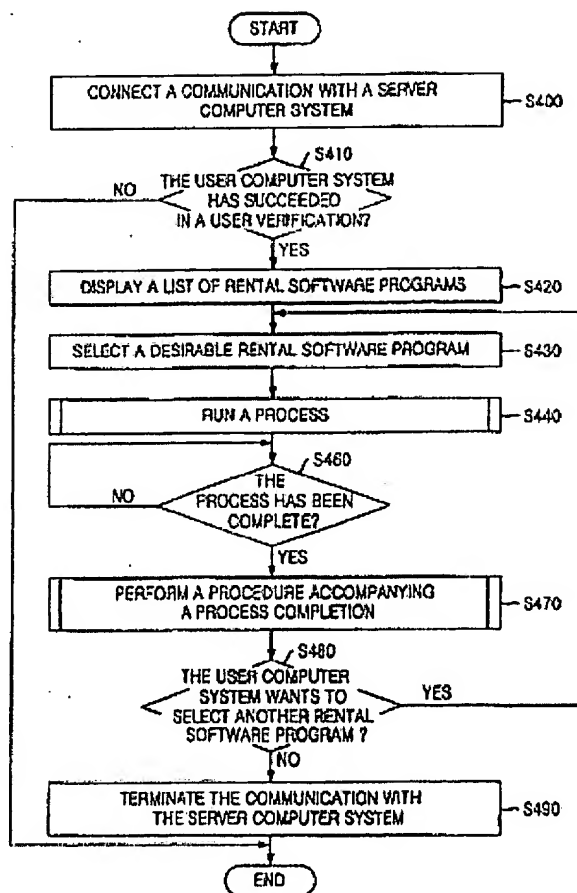 START
CONNECT A COMMUNICATION WITH A SERVER
COMPUTER SYSTEM
S400
S410
NO
THE USER COMPUTER SYSTEM
HAS SUCCEEDED
IN A USER VERIFICATION?
YES
DISPLAY A LIST OF RENTAL SOFTWARE PROGRAMS
S420
SELECT A DESIRABLE RENTAL SOFTWARE PROGRAM
S430
RUN A PROCESS
S440
S460
NO
THE
PROCESS HAS BEEN
COMPLETE?
YES
PERFORM A PROCEDURE ACCOMPANYING
A PROCESS COMPLETION
S470
S480
THE USER COMPUTER
SYSTEM WANTS TO
SELECT ANOTHER RENTAL
SOFTWARE PROGRAM ?
YES
NO
TERMINATE THE COMMUNICATION WITH
THE SERVER COMPUTER SYSTEM
S490
END